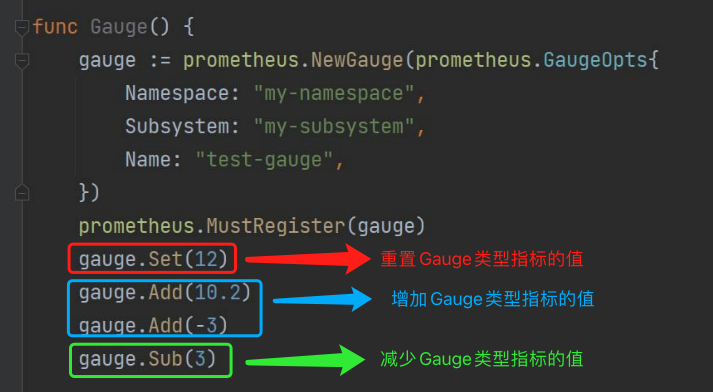 func Gauge() {
gauge := prometheus.NewGauge(prometheus.GaugeOpts{
Namespace: "my-namespace",
Subsystem: "my-subsystem",
Name: "test-gauge",
})
prometheus.MustRegister(gauge)
gauge.Set(12) 重置 Gauge 类型指标的值
gauge.Add(10.2) 增加 Gauge 类型指标的值
gauge.Add(-3)
gauge.Sub(3) 减少 Gauge 类型指标的值